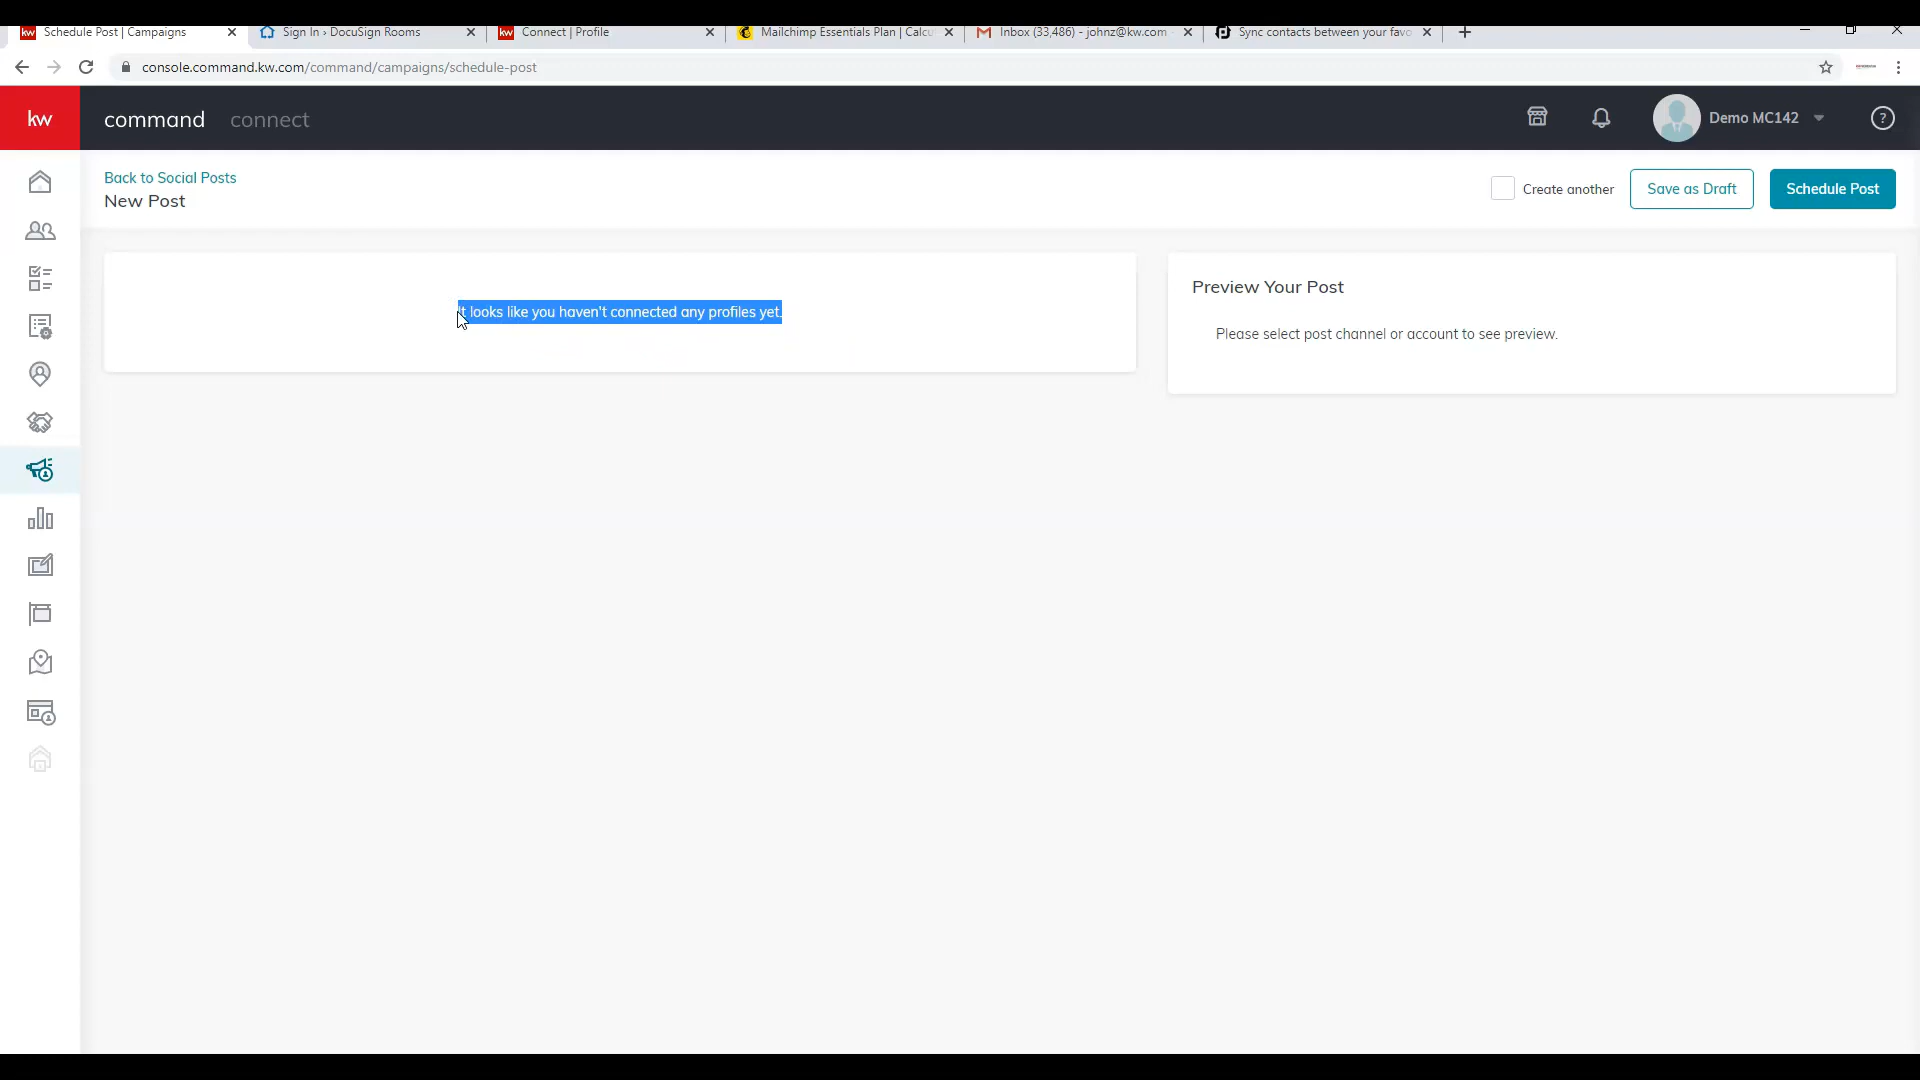 Schedule Post | Campaigns
Sign In › DocuSign Rooms
Connect | Profile
Mailchimp Essentials Plan | Calcu
Inbox (33,486) - johnz@kw.com
Sync contacts between your favo
console.command.kw.com/command/campaigns/schedule-post
kw
command
connect
Demo MC142
?
Back to Social Posts
New Post
Create another
Save as Draft
Schedule Post
It looks like you haven't connected any profiles yet.
Preview Your Post
Please select post channel or account to see preview.